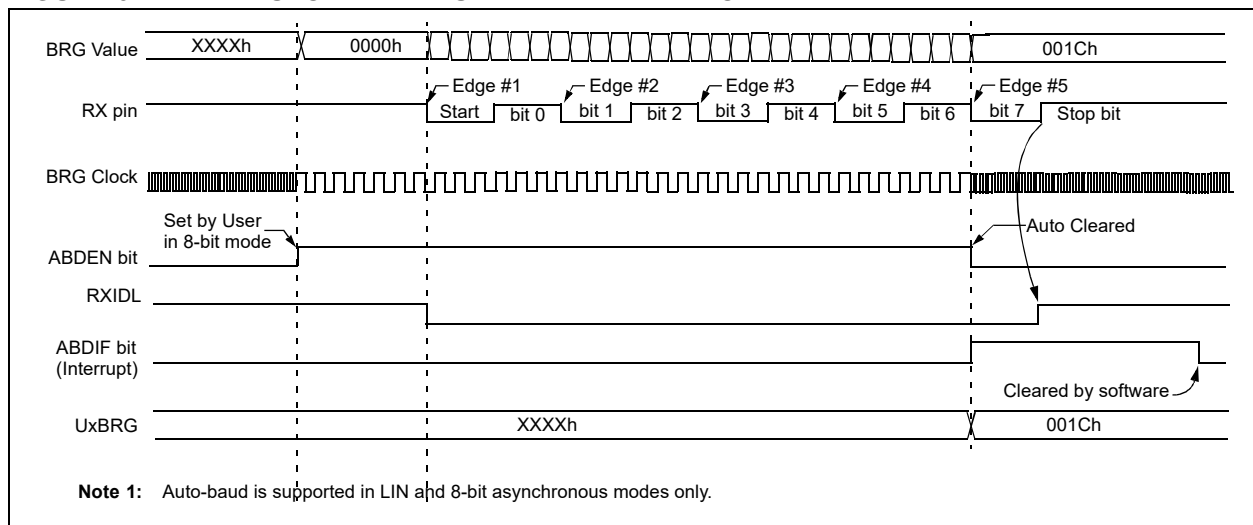 BRG Value XXXXh 0000h 001Ch
Edge #1 Edge #2 Edge #3 Edge #4 Edge #5
RX pin Start bit 0 bit 1 bit 2 bit 3 bit 4 bit 5 bit 6 bit 7 Stop bit
BRG Clock
Set by User
in 8-bit mode
Auto Cleared
ABDEN bit
RXIDL
ABDIF bit
(Interrupt)
Cleared by software
UxBRG XXXXh 001Ch
Note 1: Auto-baud is supported in LIN and 8-bit asynchronous modes only.